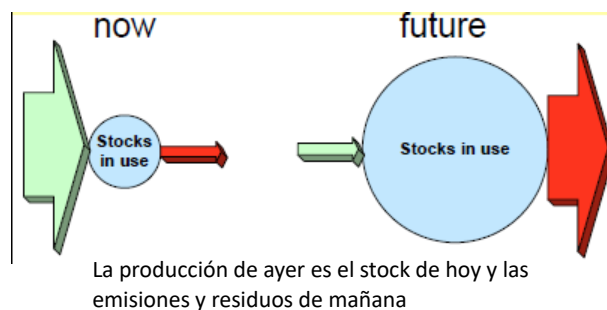 now
future
Stocks
in use
Stocks in use
La producción de ayer es el stock de hoy y las
emisiones y residuos de mañana